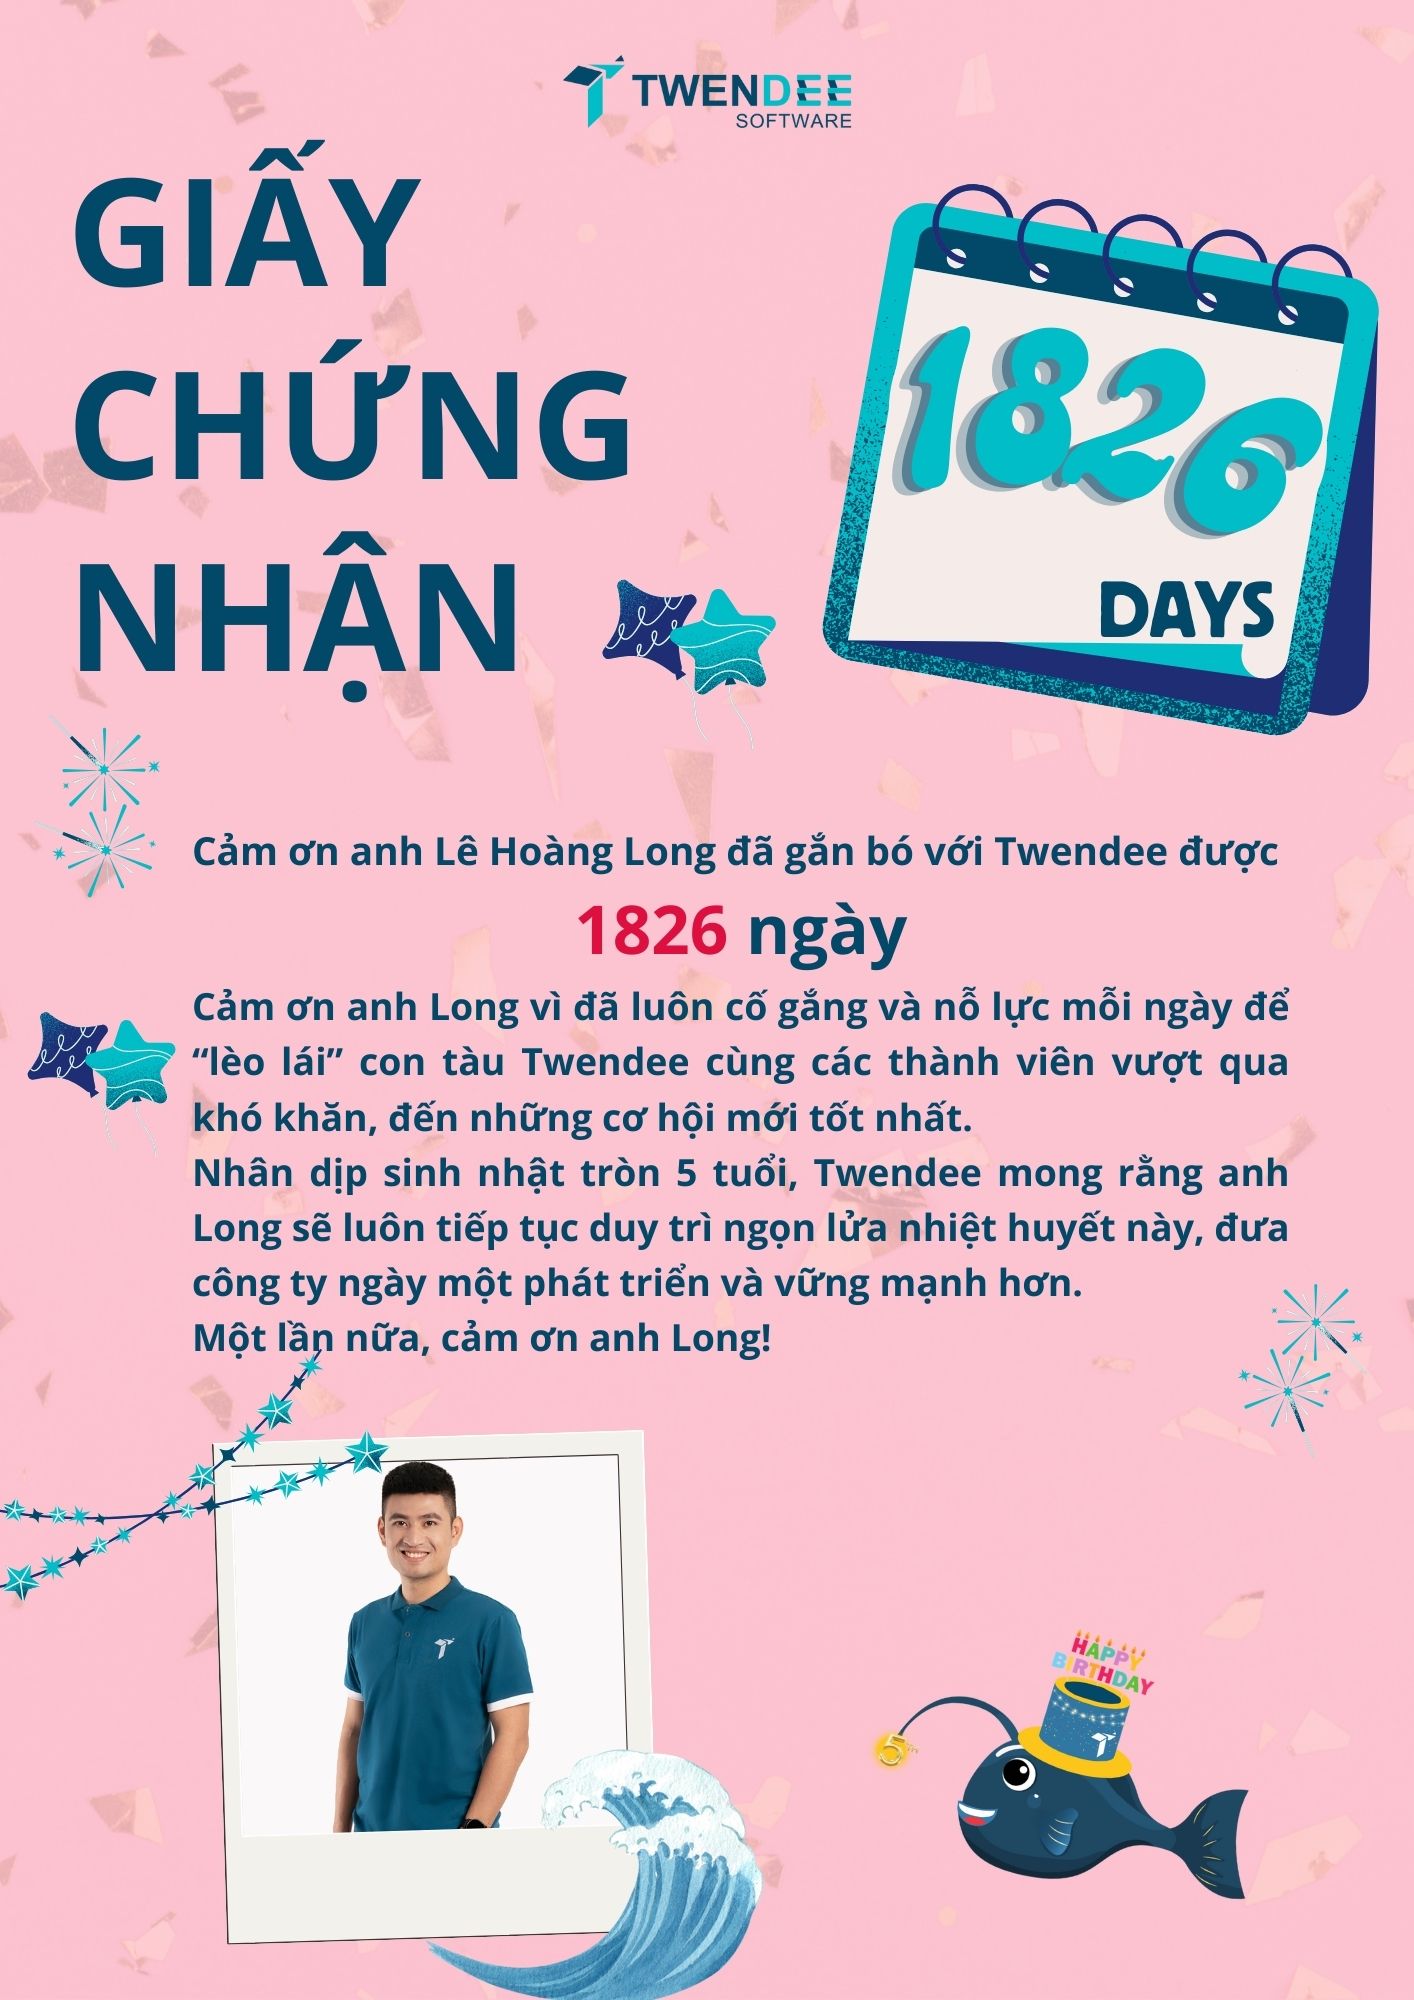 TWENDEE
SOFTWARE
GIẤY
CHỨNG
NHẬN
1826
DAYS
Cảm ơn anh Lê Hoàng Long đã gắn bó với Twendee được
1826 ngày
Cảm ơn anh Long vì đã luôn cố gắng và nỗ lực mỗi ngày để
“lèo lái” con tàu Twendee cùng các thành viên vượt qua
khó khăn, đến những cơ hội mới tốt nhất.
Nhân dịp sinh nhật tròn 5 tuổi, Twendee mong rằng anh
Long sẽ luôn tiếp tục duy trì ngọn lửa nhiệt huyết này, đưa
công ty ngày một phát triển và vững mạnh hơn.
Một lần nữa, cảm ơn anh Long!
HAPPY
BIRTHDAY
5th